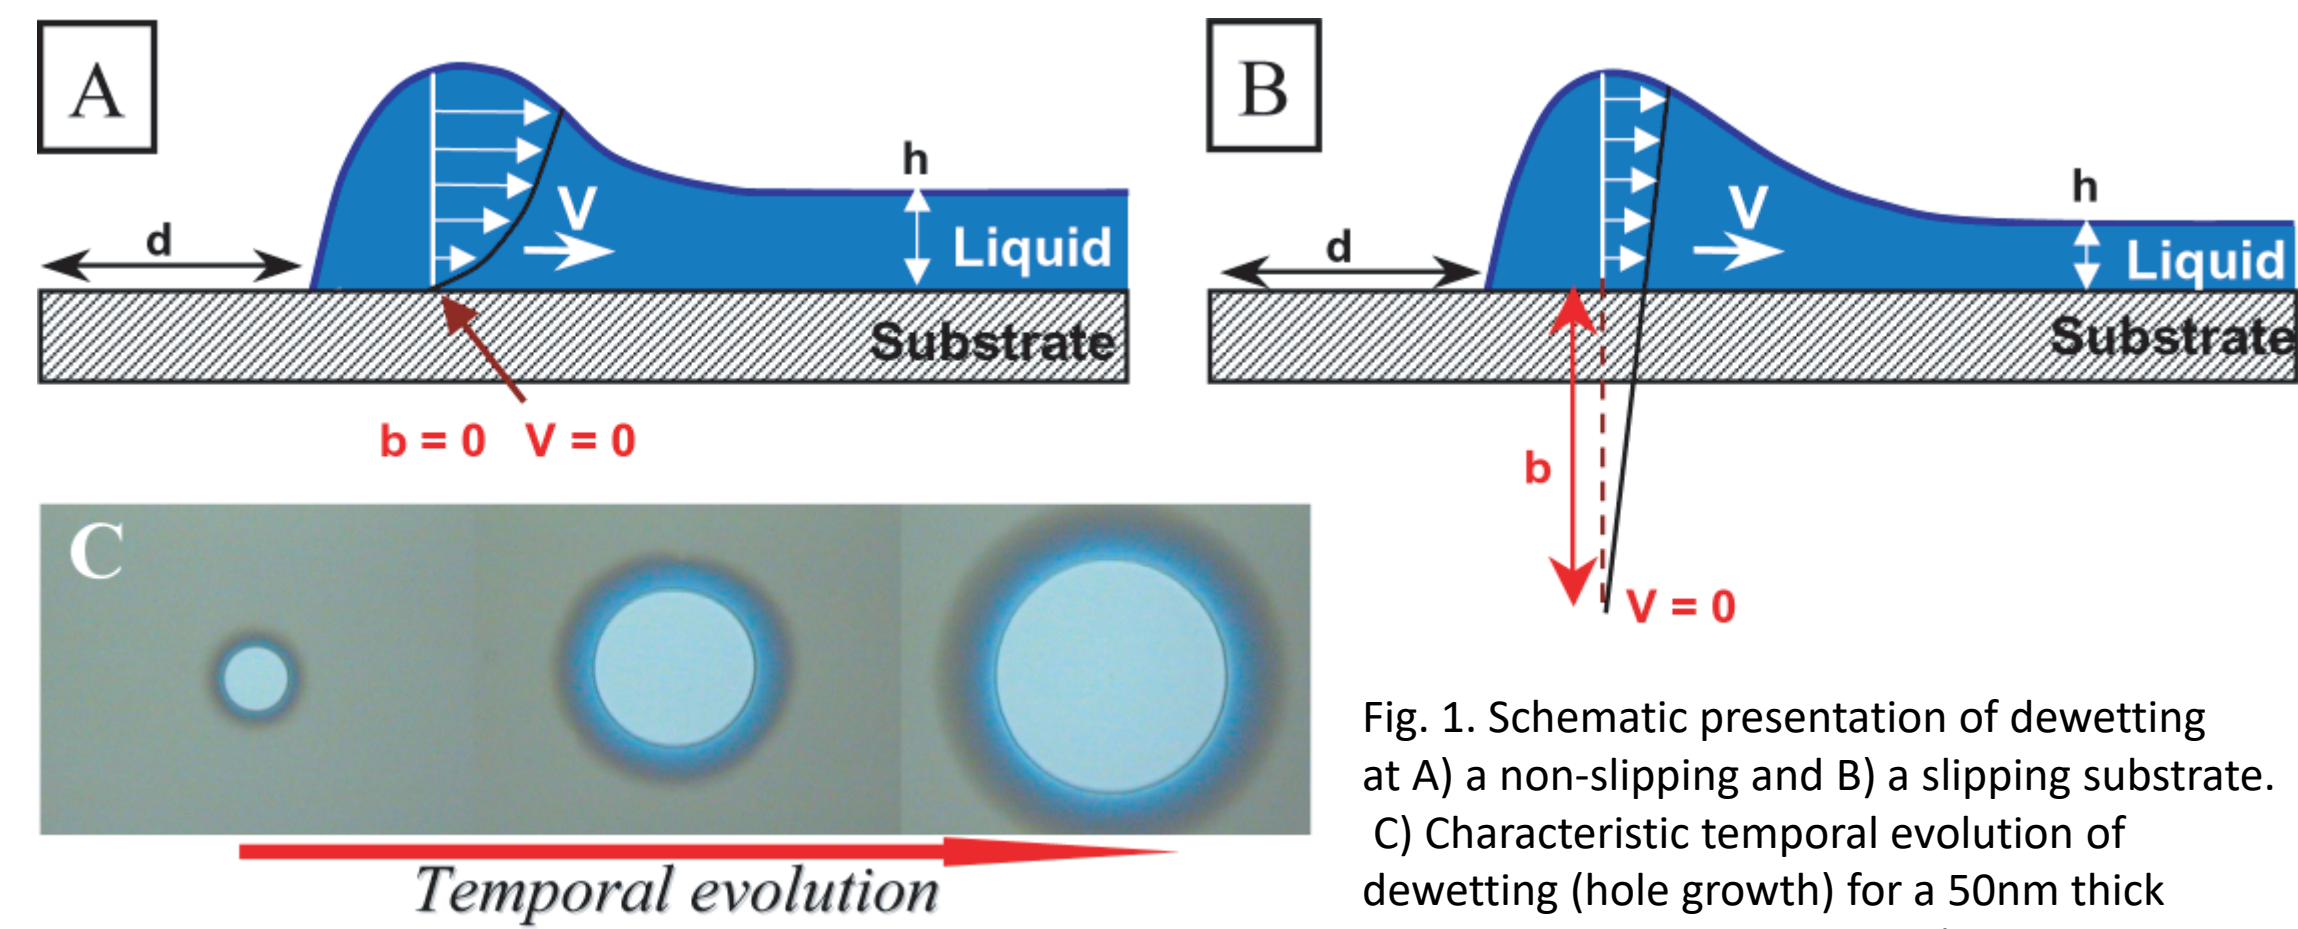 A
d
V
h
Liquid
Substrate
b = 0 V = 0
B
d
V
h
Liquid
Substrate
b
V = 0
C
Temporal evolution
Fig. 1. Schematic presentation of dewetting
at A) a non-slipping and B) a slipping substrate.
C) Characteristic temporal evolution of
dewetting (hole growth) for a 50nm thick